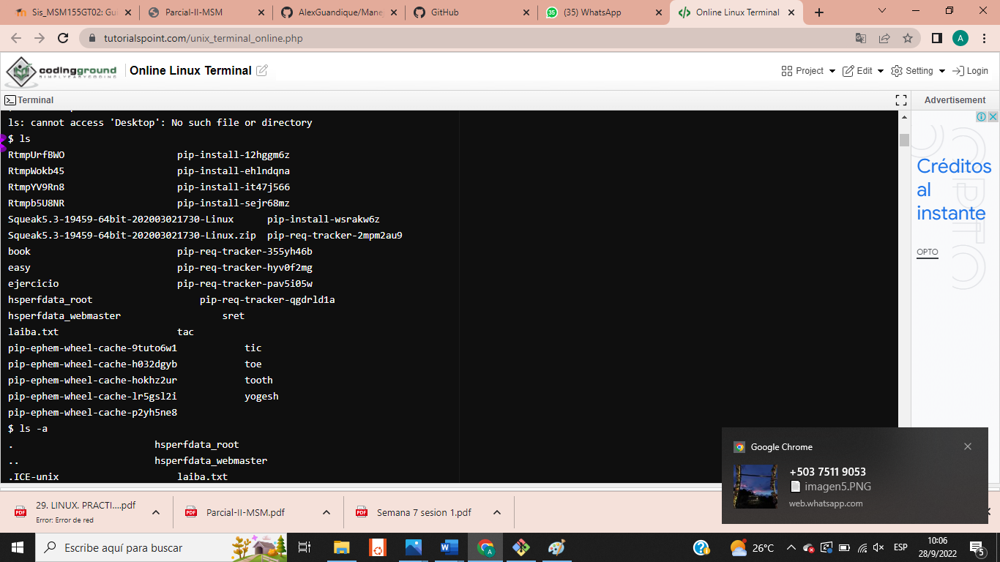 Sis_MSM155GT02: Gui
Parcial-II-MSM
AlexGuandique/Mane
GitHub
(35) WhatsApp
Online Linux Terminal
tutorialspoint.com/unix_terminal_online.php
A
codingground
SIMPLYEASYCODING
Online Linux Terminal
Project
Edit
Setting
Login
Terminal
Advertisement
ls: cannot access 'Desktop': No such file or directory
$ ls
RtmpUrfBWO pip-install-12hggm6z
RtmpWokb45 pip-install-ehlndqna
RtmpYV9Rn8 pip-install-it47j566
Rtmpb5U8NR pip-install-sejr68mz
Squeak5.3-19459-64bit-202003021730-Linux pip-install-wsrakw6z
Squeak5.3-19459-64bit-202003021730-Linux.zip pip-req-tracker-2mpm2au9
book pip-req-tracker-355yh46b
easy pip-req-tracker-hyv0f2mg
ejercicio pip-req-tracker-pav5i05w
hsperfdata_root pip-req-tracker-qgdrld1a
hsperfdata_webmaster sret
laiba.txt tac
pip-ephem-wheel-cache-9tuto6w1 tic
pip-ephem-wheel-cache-h032dgyb toe
pip-ephem-wheel-cache-hokhz2ur tooth
pip-ephem-wheel-cache-lr5gsl2i yogesh
pip-ephem-wheel-cache-p2yh5ne8
$ ls -a
. hsperfdata_root
.. hsperfdata_webmaster
.ICE-unix laiba.txt
Créditos
al
instante
OPTO
Google Chrome
+503 7511 9053
imagen5.PNG
web.whatsapp.com
29. LINUX. PRACTI....pdf
Error: Error de red
Parcial-II-MSM.pdf
Semana 7 sesion 1.pdf
Escribe aquí para buscar
26°C
ESP
10:06
28/9/2022
5